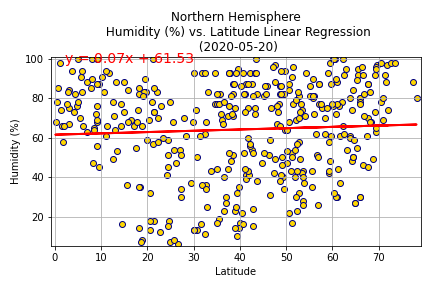 Northern Hemisphere
Humidity (%) vs. Latitude Linear Regression
(2020-05-20)
y = 0.07x + 61.53
100
80
60
40
20
Humidity (%)
0
10
20
30
40
50
60
70
Latitude